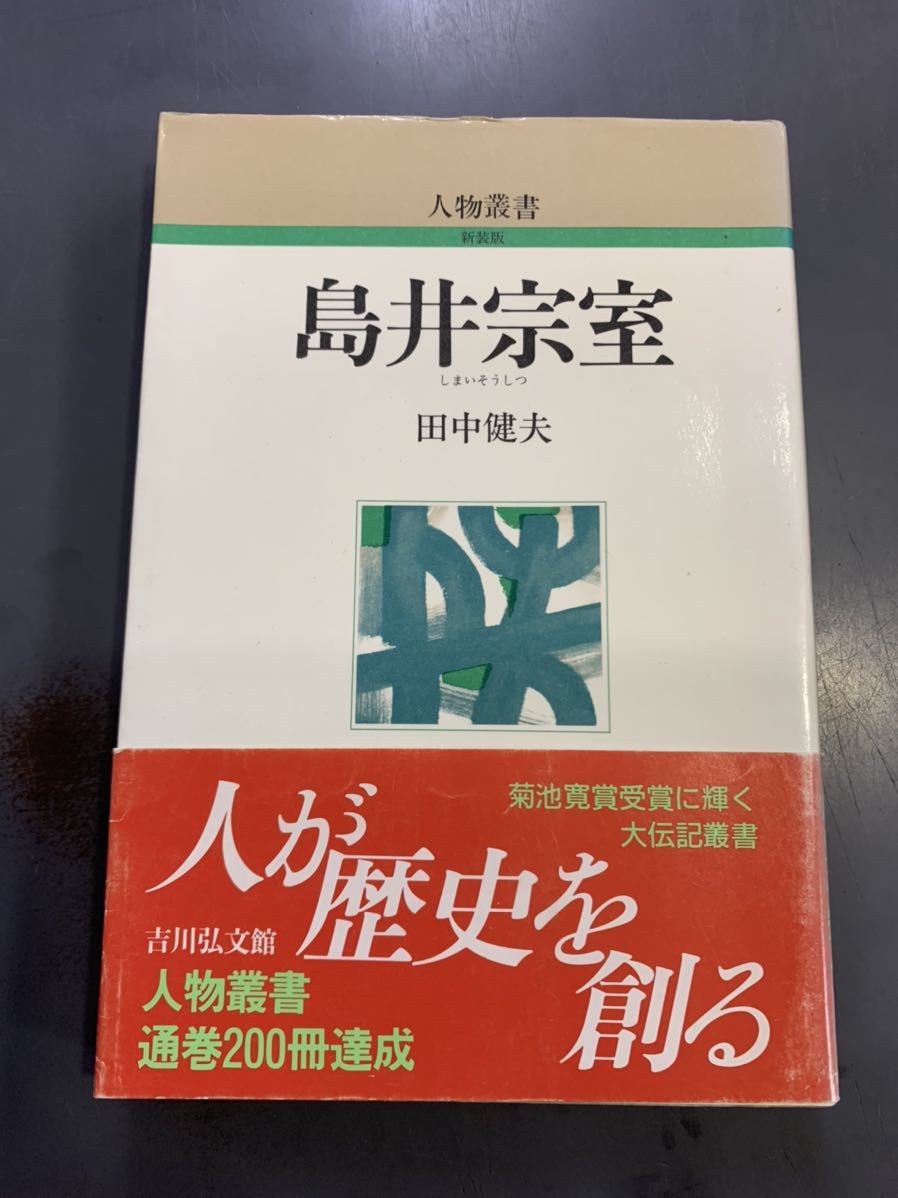 人物叢書
新装版
島井宗室
しまいそうしつ
田中健夫
菊池寛賞受賞に輝く
大伝記叢書
人が歴史を創る
吉川弘文館
人物叢書
通巻200冊達成